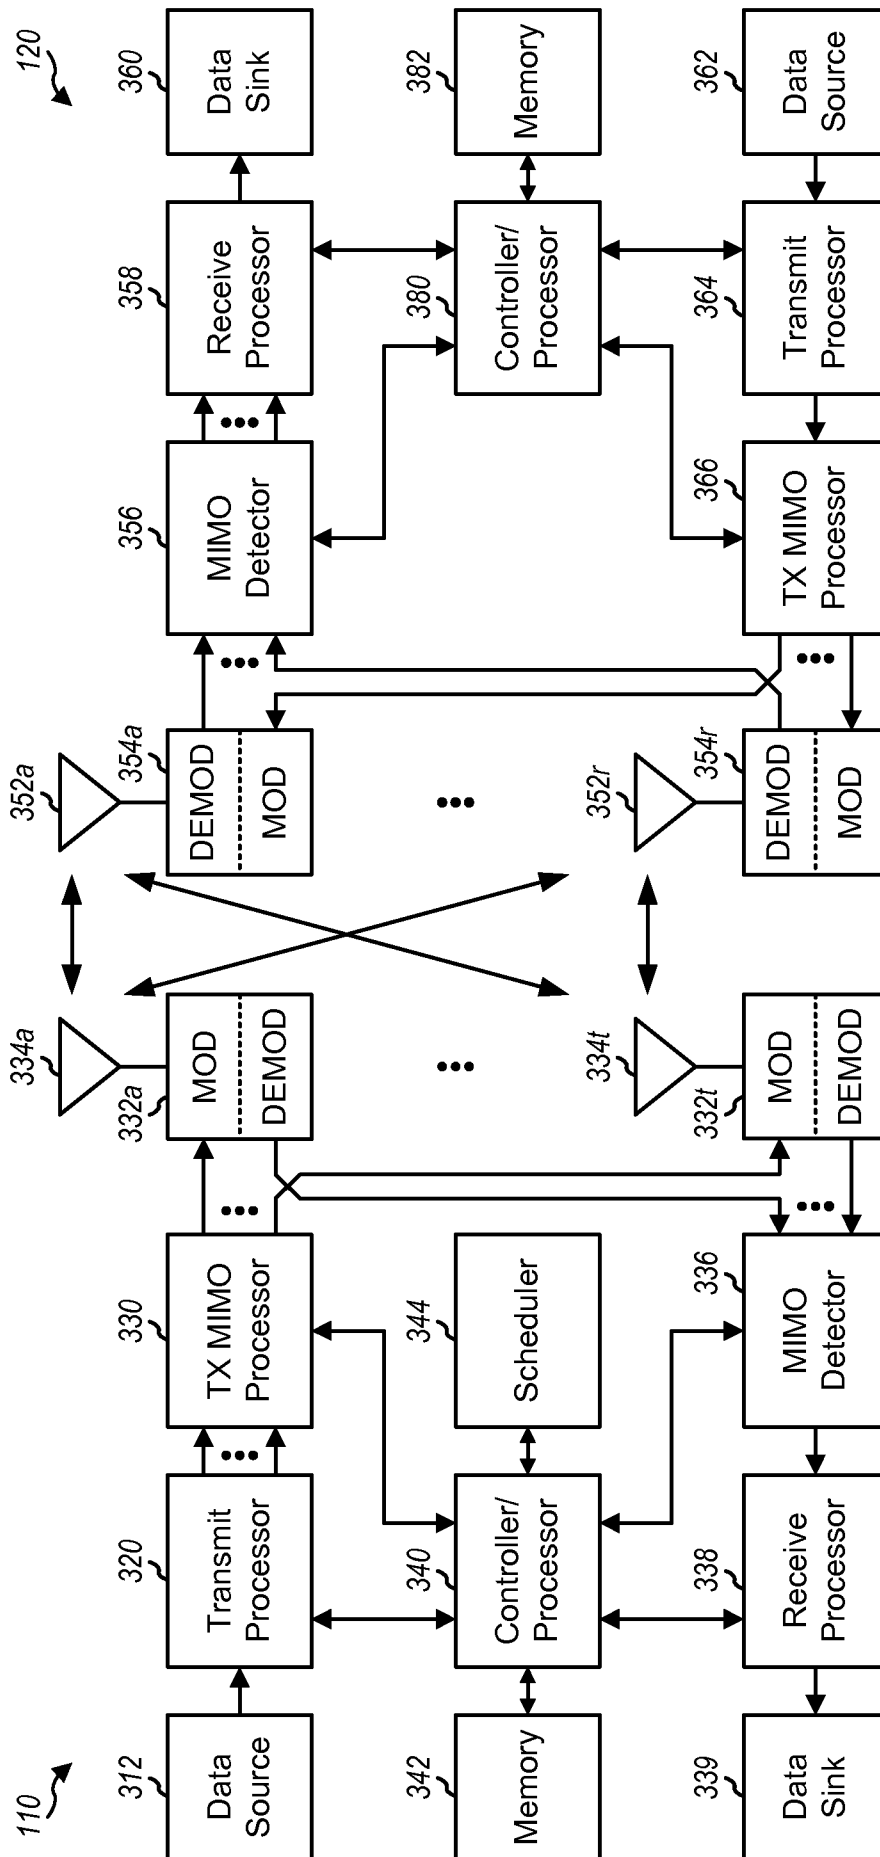 110
120
312
Data
Source
320
Transmit
Processor
330
TX MIMO
Processor
332a
MOD
DEMOD
334a
352a
354a
DEMOD
MOD
356
MIMO
Detector
358
Receive
Processor
360
Data
Sink
342
Memory
340
Controller/
Processor
344
Scheduler
380
Controller/
Processor
382
Memory
339
Data
Sink
338
Receive
Processor
336
MIMO
Detector
332t
MOD
DEMOD
334t
352r
354r
DEMOD
MOD
366
TX MIMO
Processor
364
Transmit
Processor
362
Data
Source